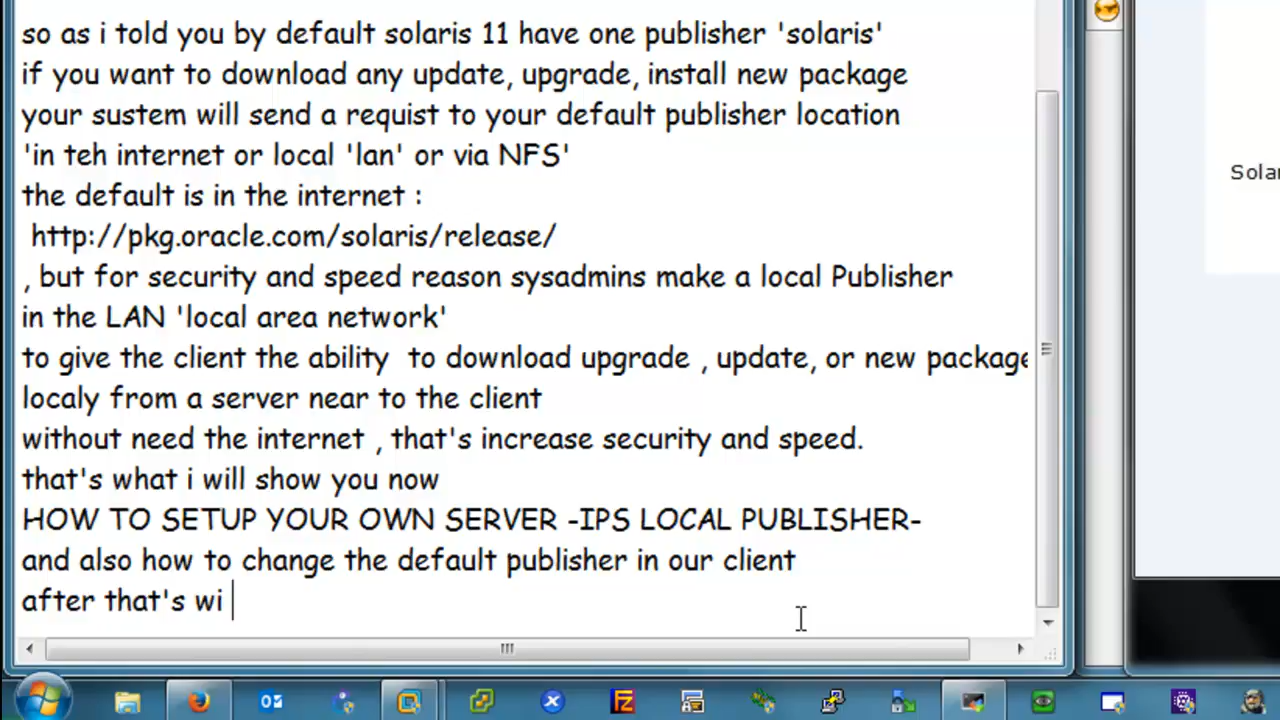 so as i told you by default solaris 11 have one publisher 'solaris'
if you want to download any update, upgrade, install new package
your sustem will send a requist to your default publisher location
'in teh internet or local 'lan' or via NFS'
the default is in the internet :
http://pkg.oracle.com/solaris/release/
, but for security and speed reason sysadmins make a local Publisher
in the LAN 'local area network'
to give the client the ability  to download upgrade , update, or new package
localy from a server near to the client
without need the internet , that's increase security and speed.
that's what i will show you now
HOW TO SETUP YOUR OWN SERVER -IPS LOCAL PUBLISHER-
and also how to change the default publisher in our client
after that's wi
Solar